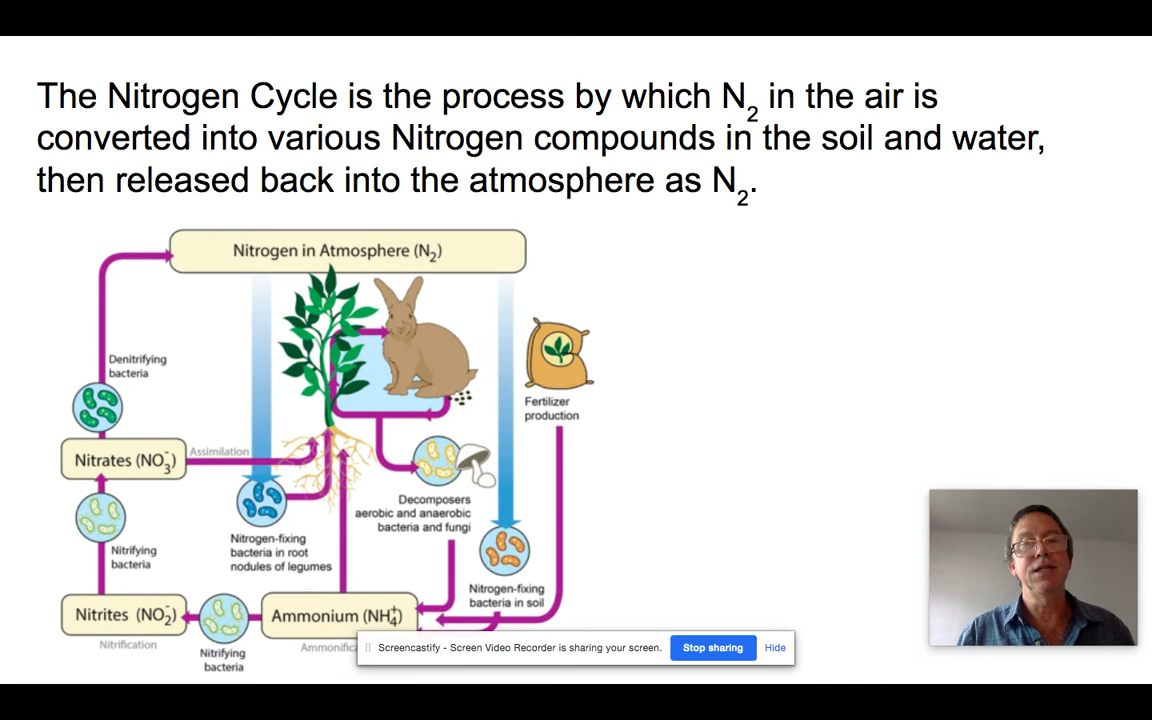 The Nitrogen Cycle is the process by which N₂ in the air is
converted into various Nitrogen compounds in the soil and water,
then released back into the atmosphere as N₂.
Nitrogen in Atmosphere (N₂)
Denitrifying
bacteria
Fertilizer
production
Nitrates (NO₃⁻)
Assimilation
Decomposers
aerobic and anaerobic
bacteria and fungi
Nitrogen-fixing
bacteria in root
nodules of legumes
Nitrifying
bacteria
Nitrogen-fixing
bacteria in soil
Nitrites (NO₂⁻)
Ammonium (NH₄⁺)
Nitrification
Nitrifying
bacteria
Screencastify - Screen Video Recorder is sharing your screen.
Stop sharing
Hide